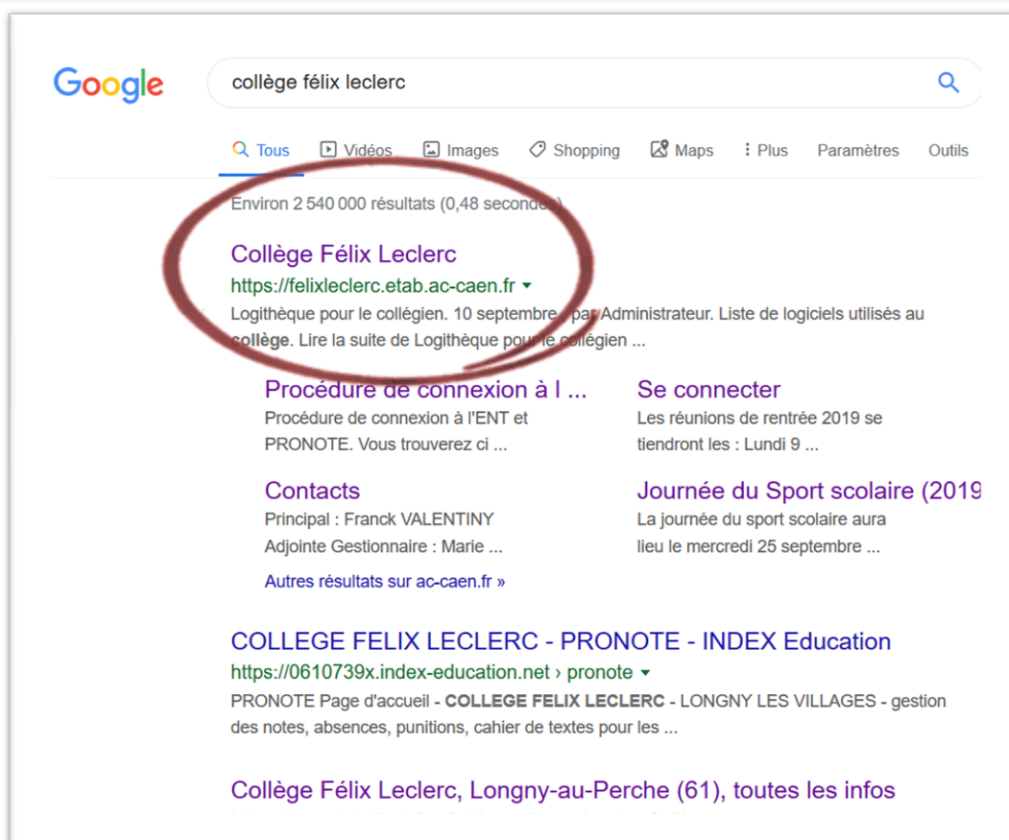 Google
collège félix leclerc
Tous Vidéos Images Shopping Maps Plus Paramètres Outils
Environ 2 540 000 résultats (0,48 secondes)
Collège Félix Leclerc
https://felixleclerc.etab.ac-caen.fr
Logithèque pour le collégien. 10 septembre, par Administrateur. Liste de logiciels utilisés au
collège. Lire la suite de Logithèque pour le collégien ...
Procédure de connexion à l ...
Procédure de connexion à l'ENT et
PRONOTE. Vous trouverez ci ...
Se connecter
Les réunions de rentrée 2019 se
tiendront les : Lundi 9 ...
Contacts
Principal : Franck VALENTINY
Adjointe Gestionnaire : Marie ...
Journée du Sport scolaire (2019
La journée du sport scolaire aura
lieu le mercredi 25 septembre ...
Autres résultats sur ac-caen.fr »
COLLEGE FELIX LECLERC - PRONOTE - INDEX Education
https://0610739x.index-education.net › pronote
PRONOTE Page d'accueil - COLLEGE FELIX LECLERC - LONGNY LES VILLAGES - gestion
des notes, absences, punitions, cahier de textes pour les ...
Collège Félix Leclerc, Longny-au-Perche (61), toutes les infos